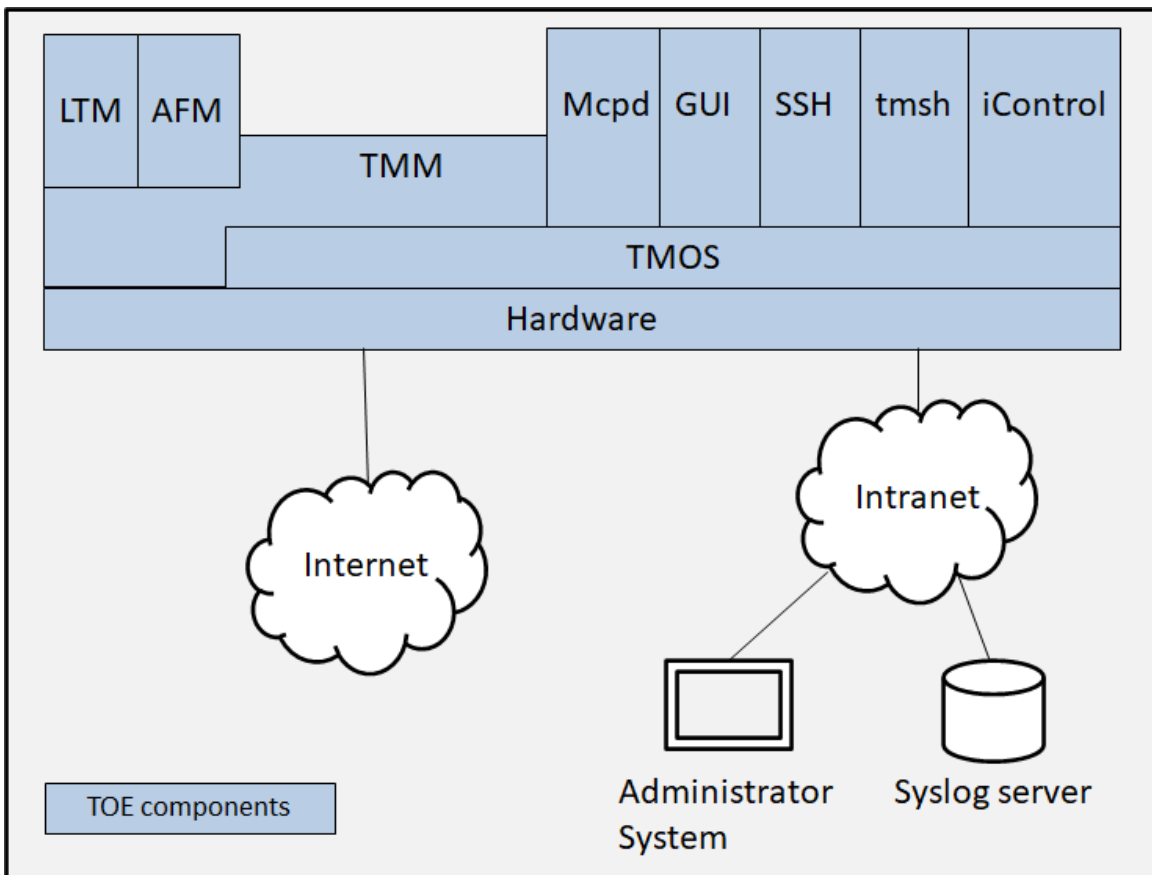 LTM
AFM
Mcpd
GUI
SSH
tmsh
iControl
TMM
TMOS
Hardware
Internet
Intranet
Administrator
System
Syslog server
TOE components